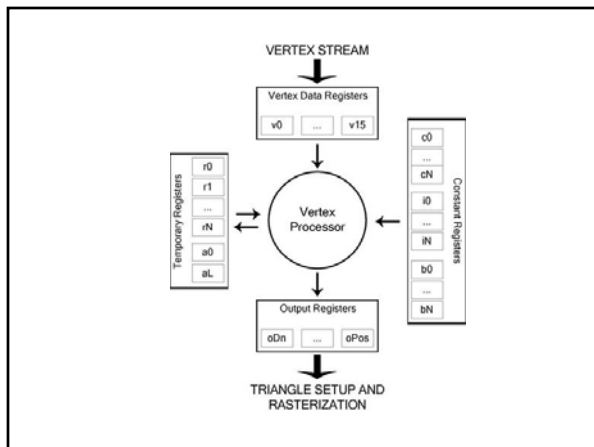 VERTEX STREAM
Vertex Data Registers
v0 ... v15
Temporary Registers
r0
r1
...
rN
a0
aL
Vertex
Processor
c0
...
cN
i0
...
iN
b0
...
bN
Constant Registers
Output Registers
oDn ... oPos
TRIANGLE SETUP AND
RASTERIZATION